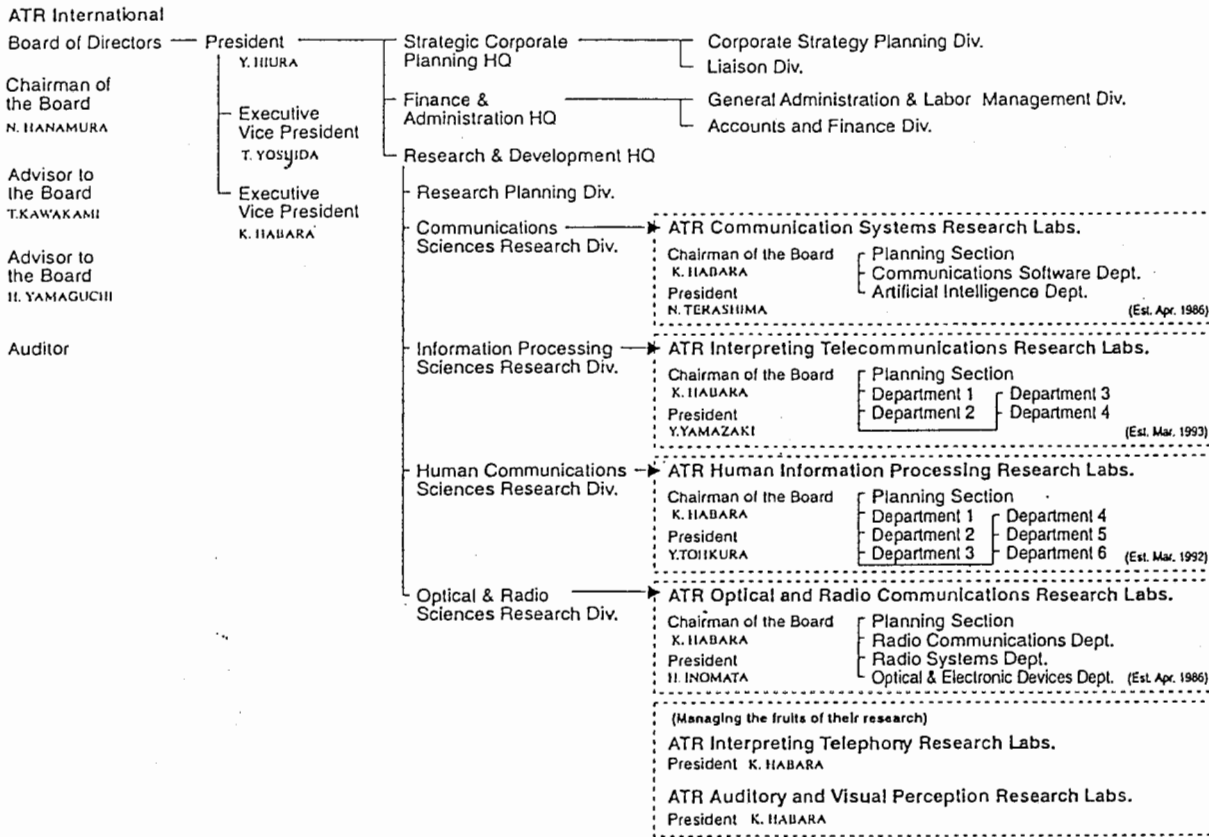 ATR International
Board of Directors
President
Y. HIURA
Chairman of
the Board
N. HANAMURA
Advisor to
the Board
T.KAWAKAMI
Advisor to
the Board
H. YAMAGUCHI
Auditor
Executive
Vice President
T. YOSHIDA
Executive
Vice President
K. HABARA
Strategic Corporate
Planning HQ
Corporate Strategy Planning Div.
Liaison Div.
Finance &
Administration HQ
General Administration & Labor Management Div.
Accounts and Finance Div.
Research & Development HQ
Research Planning Div.
Communications
Sciences Research Div.
ATR Communication Systems Research Labs.
Chairman of the Board
K. HABARA
President
N. TERASHIMA
Planning Section
Communications Software Dept.
Artificial Intelligence Dept.
(Est. Apr. 1986)
Information Processing
Sciences Research Div.
ATR Interpreting Telecommunications Research Labs.
Chairman of the Board
K. HABARA
President
Y.YAMAZAKI
Planning Section
Department 1
Department 2
Department 3
Department 4
(Est. Mar. 1993)
Human Communications
Sciences Research Div.
ATR Human Information Processing Research Labs.
Chairman of the Board
K. HABARA
President
Y.TOHKURA
Planning Section
Department 1
Department 2
Department 3
Department 4
Department 5
Department 6
(Est. Mar. 1992)
Optical & Radio
Sciences Research Div.
ATR Optical and Radio Communications Research Labs.
Chairman of the Board
K. HABARA
President
H. INOMATA
Planning Section
Radio Communications Dept.
Radio Systems Dept.
Optical & Electronic Devices Dept.
(Est. Apr. 1986)
(Managing the fruits of their research)
ATR Interpreting Telephony Research Labs.
President K. HABARA
ATR Auditory and Visual Perception Research Labs.
President K. HABARA